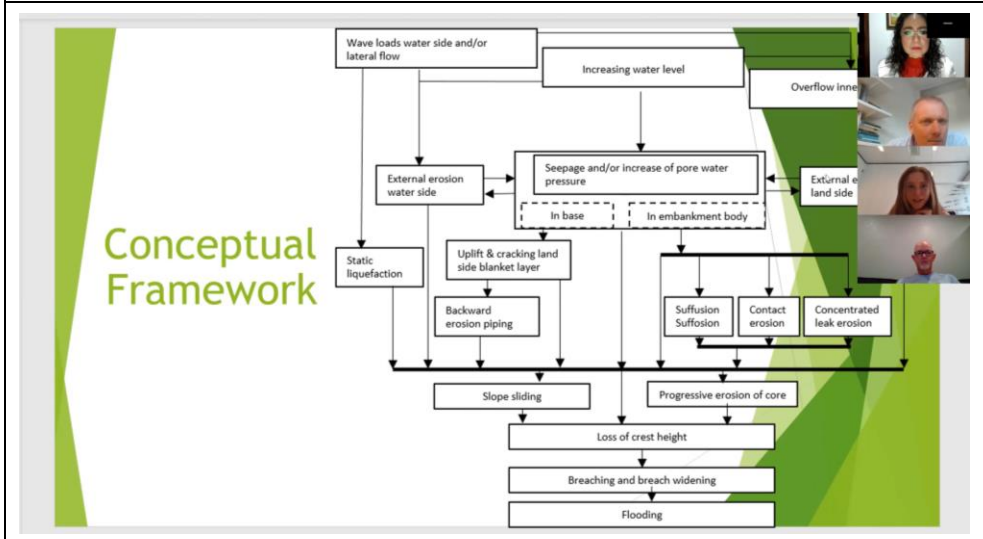 Conceptual
Framework
Wave loads water side and/or
lateral flow
Increasing water level
Overflow inne
External erosion
water side
Seepage and/or increase of pore water
pressure
In base
In embankment body
External e
land side
Static
liquefaction
Uplift & cracking land
side blanket layer
Backward
erosion piping
Suffusion
Suffosion
Contact
erosion
Concentrated
leak erosion
Slope sliding
Progressive erosion of core
Loss of crest height
Breaching and breach widening
Flooding